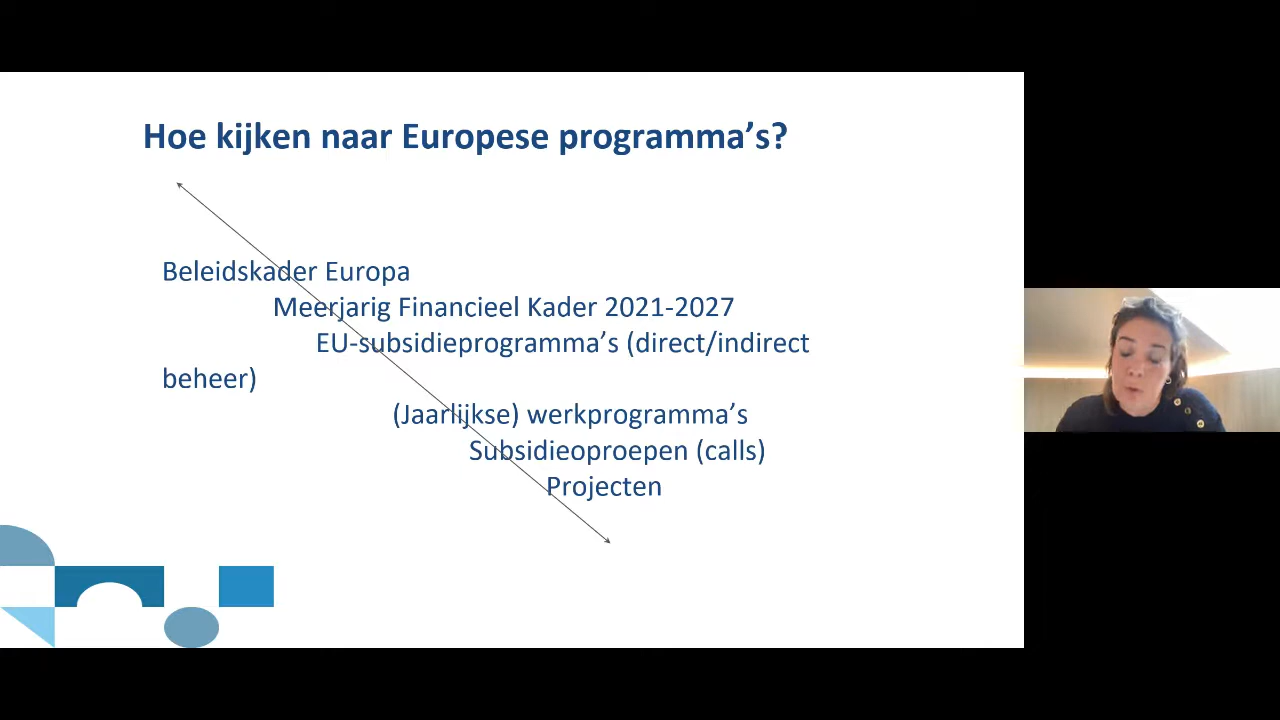 Hoe kijken naar Europese programma’s?
Beleidskader Europa
Meerjarig Financieel Kader 2021-2027
EU-subsidieprogramma’s (direct/indirect
beheer)
(Jaarlijkse) werkprogramma’s
Subsidieoproepen (calls)
Projecten